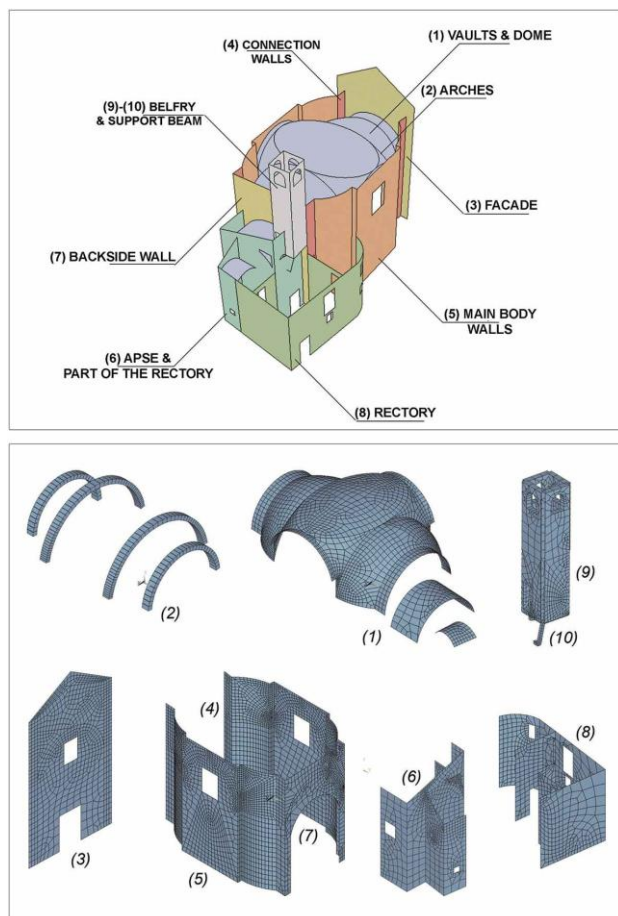 (1) VAULTS & DOME
(4) CONNECTION
WALLS
(2) ARCHES
(9)-(10) BELFRY
& SUPPORT BEAM
(3) FACADE
(7) BACKSIDE WALL
(5) MAIN BODY
WALLS
(6) APSE &
PART OF THE RECTORY
(8) RECTORY
(2)
(1)
(9)
(10)
(4)
(8)
(6)
(7)
(3)
(5)